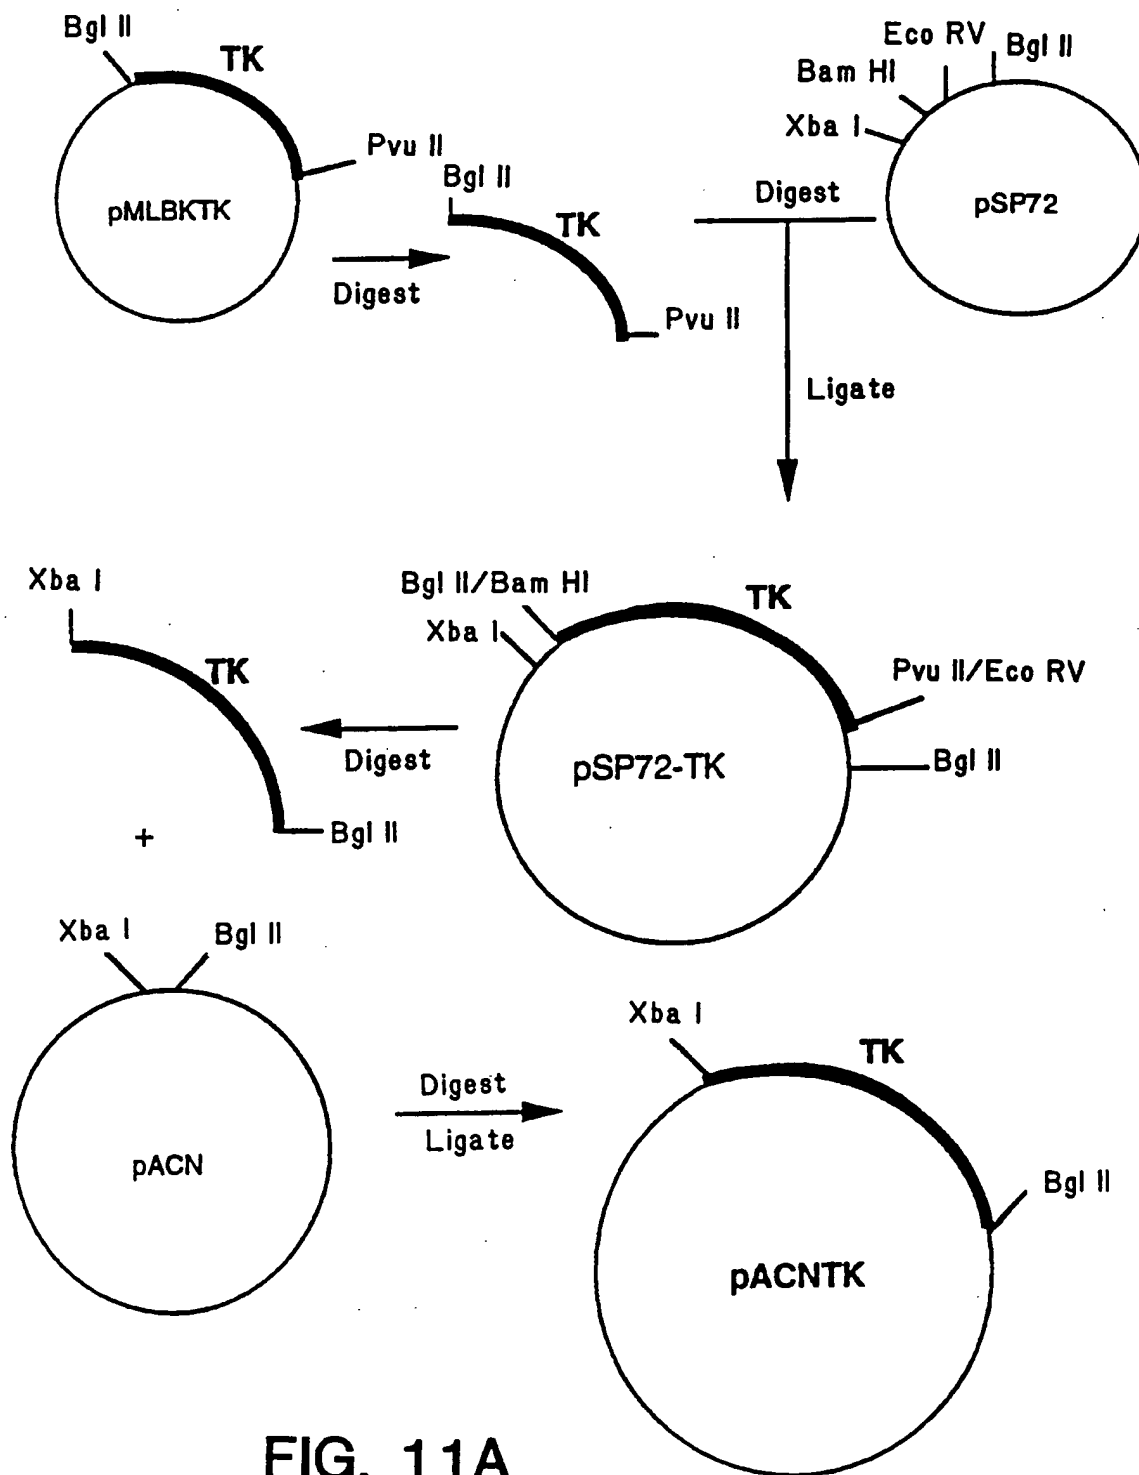 Bgl II
TK
Pvu II
pMLBKTK
Digest
Bgl II
TK
Pvu II
Digest
Ligate
Eco RV
Bgl II
Bam HI
Xba I
pSP72
Xba I
TK
Bgl II
Digest
Bgl II/Bam HI
Xba I
TK
Pvu II/Eco RV
Bgl II
pSP72-TK
+
Xba I
Bgl II
pACN
Digest
Ligate
Xba I
TK
Bgl II
pACNTK
FIG. 11A